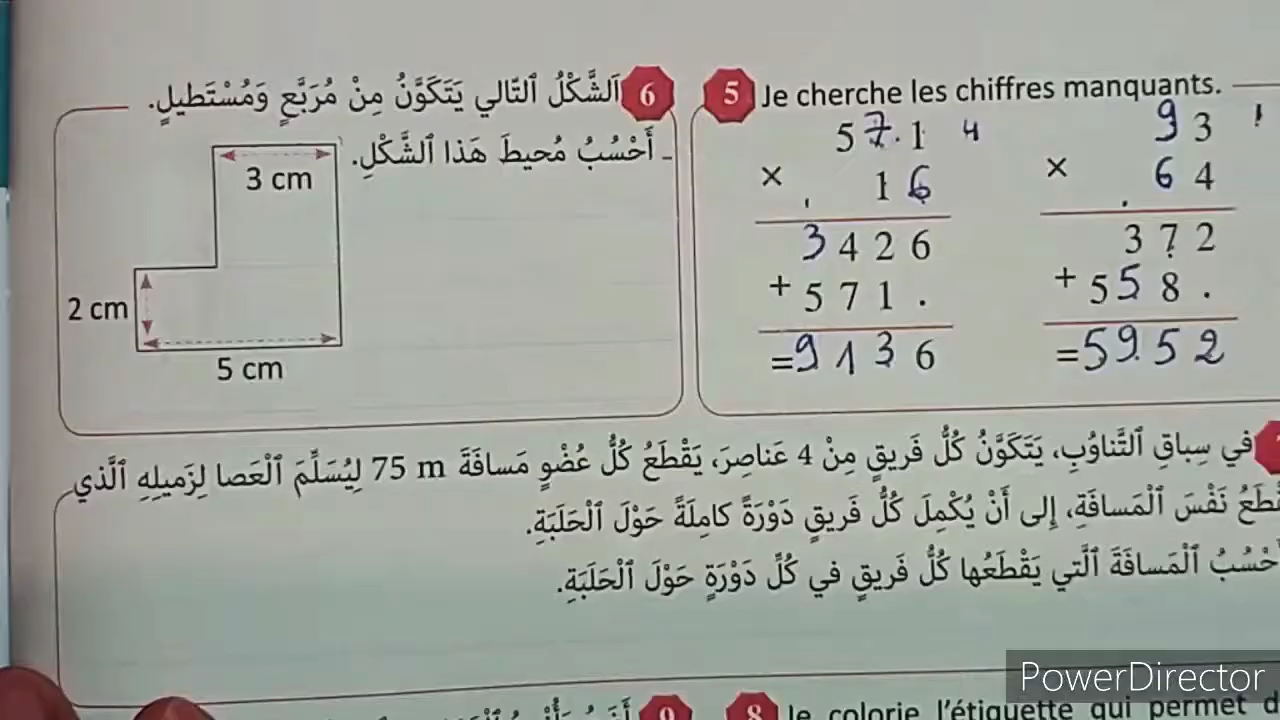 6 اَلشَّكْلُ ٱلتّالي يَتَكَوَّنُ مِنْ مُرَبَّعٍ وَمُسْتَطيلٍ.
ـ أَحْسُبُ مُحيطَ هَذا ٱلشَّكْلِ.
3 cm
2 cm
5 cm
5 Je cherche les chiffres manquants.
5 7 . 1 4
× 1 6
3 4 2 6
+ 5 7 1 .
= 9 1 3 6
9 3
× 6 4
3 7 2
+ 5 5 8 .
= 5 9 5 2
في سِباقِ ٱلتَّناوُبِ، يَتَكَوَّنُ كُلُّ فَريقٍ مِنْ 4 عَناصِرَ، يَقْطَعُ كُلُّ عُضْوٍ مَسافَةَ 75 m لِيُسَلِّمَ ٱلْعَصا لِزَميلِهِ ٱلَّذي
نَفْسَ ٱلْمَسافَةِ، إِلى أَنْ يُكْمِلَ كُلُّ فَريقٍ دَوْرَةً كامِلَةً حَوْلَ ٱلْحَلَبَةِ.
ٱلْمَسافَةَ ٱلَّتي يَقْطَعُها كُلُّ فَريقٍ في كُلِّ دَوْرَةٍ حَوْلَ ٱلْحَلَبَةِ.
8 Je colorie l'étiquette qui permet d
9
PowerDirector